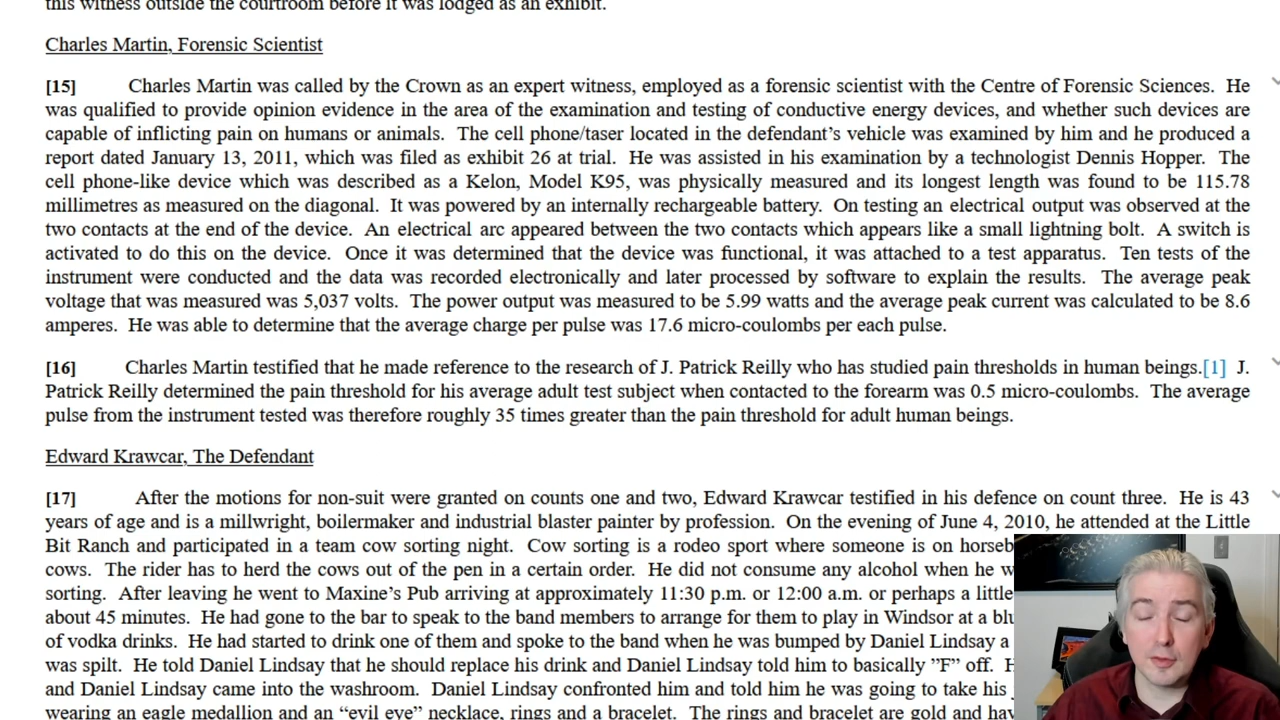 this witness outside the courtroom before it was lodged as an exhibit.
Charles Martin, Forensic Scientist
[15] Charles Martin was called by the Crown as an expert witness, employed as a forensic scientist with the Centre of Forensic Sciences. He
was qualified to provide opinion evidence in the area of the examination and testing of conductive energy devices, and whether such devices are
capable of inflicting pain on humans or animals. The cell phone/taser located in the defendant’s vehicle was examined by him and he produced a
report dated January 13, 2011, which was filed as exhibit 26 at trial. He was assisted in his examination by a technologist Dennis Hopper. The
cell phone-like device which was described as a Kelon, Model K95, was physically measured and its longest length was found to be 115.78
millimetres as measured on the diagonal. It was powered by an internally rechargeable battery. On testing an electrical output was observed at the
two contacts at the end of the device. An electrical arc appeared between the two contacts which appears like a small lightning bolt. A switch is
activated to do this on the device. Once it was determined that the device was functional, it was attached to a test apparatus. Ten tests of the
instrument were conducted and the data was recorded electronically and later processed by software to explain the results. The average peak
voltage that was measured was 5,037 volts. The power output was measured to be 5.99 watts and the average peak current was calculated to be 8.6
amperes. He was able to determine that the average charge per pulse was 17.6 micro-coulombs per each pulse.
[16] Charles Martin testified that he made reference to the research of J. Patrick Reilly who has studied pain thresholds in human beings.[1] J.
Patrick Reilly determined the pain threshold for his average adult test subject when contacted to the forearm was 0.5 micro-coulombs. The average
pulse from the instrument tested was therefore roughly 35 times greater than the pain threshold for adult human beings.
Edward Krawcar, The Defendant
[17] After the motions for non-suit were granted on counts one and two, Edward Krawcar testified in his defence on count three. He is 43
years of age and is a millwright, boilermaker and industrial blaster painter by profession. On the evening of June 4, 2010, he attended at the Little
Bit Ranch and participated in a team cow sorting night. Cow sorting is a rodeo sport where someone is on horseb
cows. The rider has to herd the cows out of the pen in a certain order. He did not consume any alcohol when he w
sorting. After leaving he went to Maxine’s Pub arriving at approximately 11:30 p.m. or 12:00 a.m. or perhaps a little
about 45 minutes. He had gone to the bar to speak to the band members to arrange for them to play in Windsor at a blu
of vodka drinks. He had started to drink one of them and spoke to the band when he was bumped by Daniel Lindsay a
was spilt. He told Daniel Lindsay that he should replace his drink and Daniel Lindsay told him to basically ”F” off. H
and Daniel Lindsay came into the washroom. Daniel Lindsay confronted him and told him he was going to take his
wearing an eagle medallion and an “evil eye” necklace, rings and a bracelet. The rings and bracelet are gold and hav